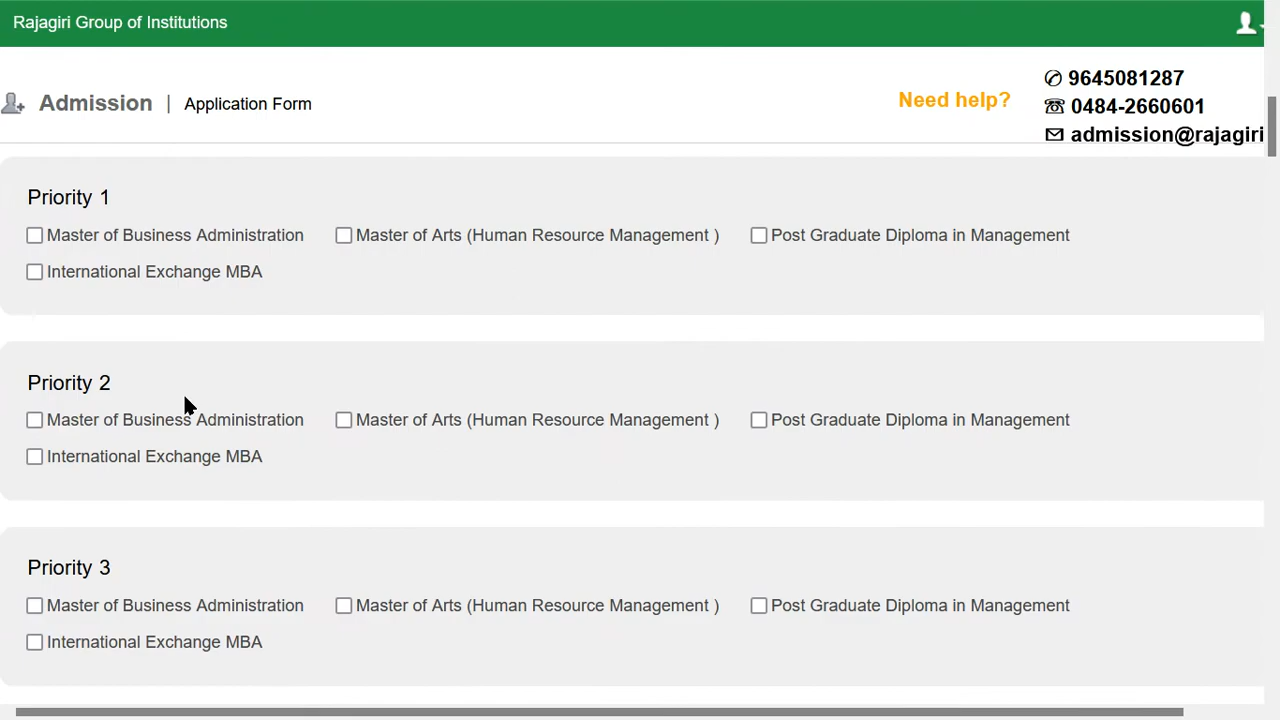 Rajagiri Group of Institutions
Admission | Application Form
Need help?
✆ 9645081287
☏ 0484-2660601
✉ admission@rajagiri
Priority 1
Master of Business Administration Master of Arts (Human Resource Management ) Post Graduate Diploma in Management
International Exchange MBA
Priority 2
Master of Business Administration Master of Arts (Human Resource Management ) Post Graduate Diploma in Management
International Exchange MBA
Priority 3
Master of Business Administration Master of Arts (Human Resource Management ) Post Graduate Diploma in Management
International Exchange MBA